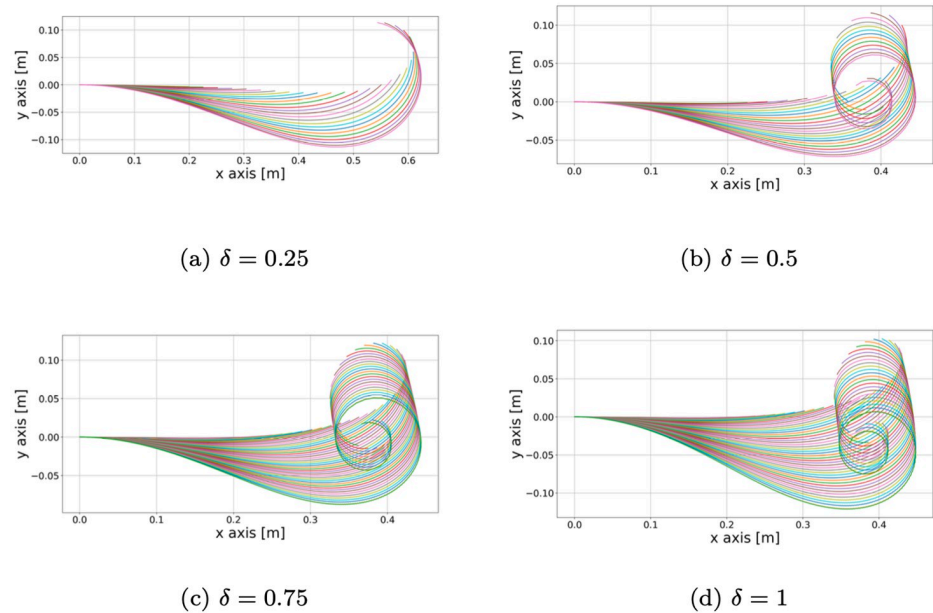 0.10
0.05
0.00
−0.05
−0.10
y axis [m]
0.0 0.1 0.2 0.3 0.4 0.5 0.6
x axis [m]
(a) δ = 0.25
0.10
0.05
0.00
−0.05
y axis [m]
0.0 0.1 0.2 0.3 0.4
x axis [m]
(b) δ = 0.5
0.10
0.05
0.00
−0.05
y axis [m]
0.0 0.1 0.2 0.3 0.4
x axis [m]
(c) δ = 0.75
0.10
0.05
0.00
−0.05
−0.10
y axis [m]
0.0 0.1 0.2 0.3 0.4
x axis [m]
(d) δ = 1